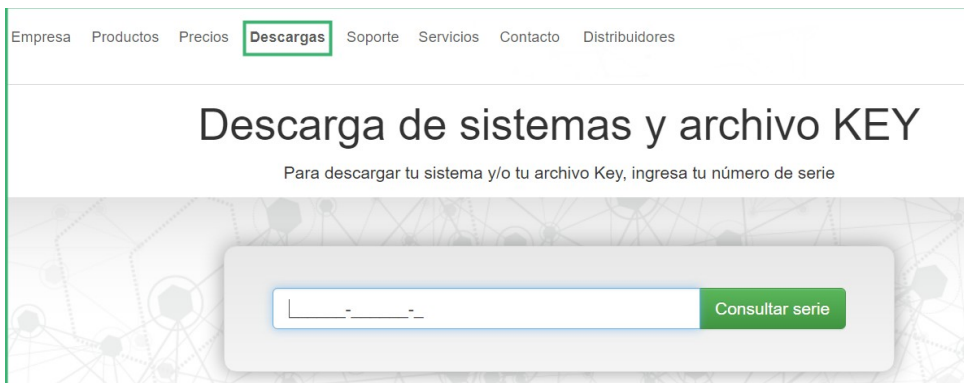 Empresa Productos Precios Descargas Soporte Servicios Contacto Distribuidores
Descarga de sistemas y archivo KEY
Para descargar tu sistema y/o tu archivo Key, ingresa tu número de serie
______-______-_ Consultar serie